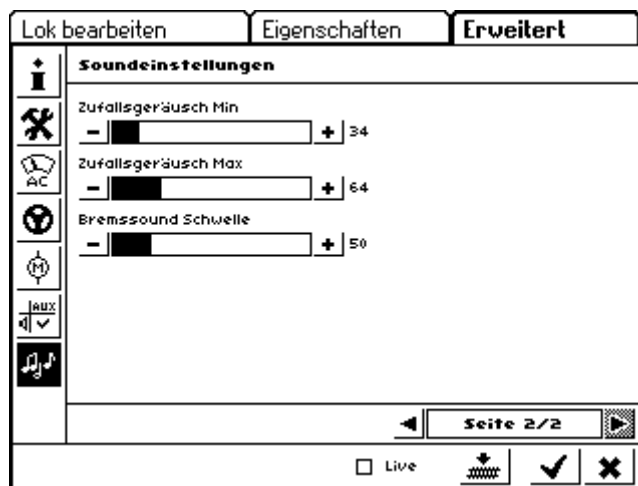 Lok bearbeiten
Eigenschaften
Erweitert
Soundeinstellungen
Zufallsgeräusch Min
34
Zufallsgeräusch Max
64
AC
Bremssound Schwelle
50
M
AUX
Seite 2/2
Live